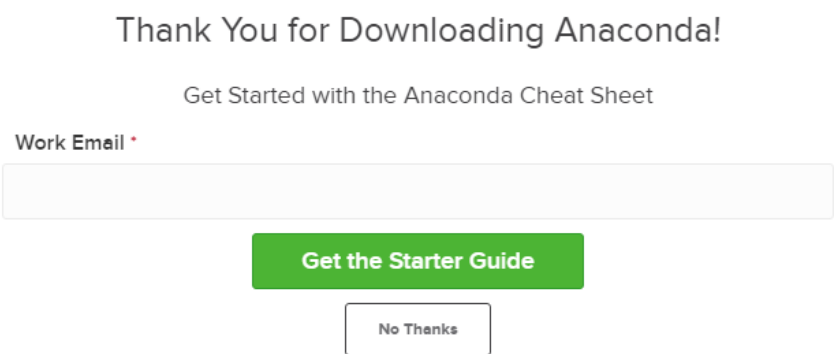 Thank You for Downloading Anaconda!
Get Started with the Anaconda Cheat Sheet
Work Email *
Get the Starter Guide
No Thanks